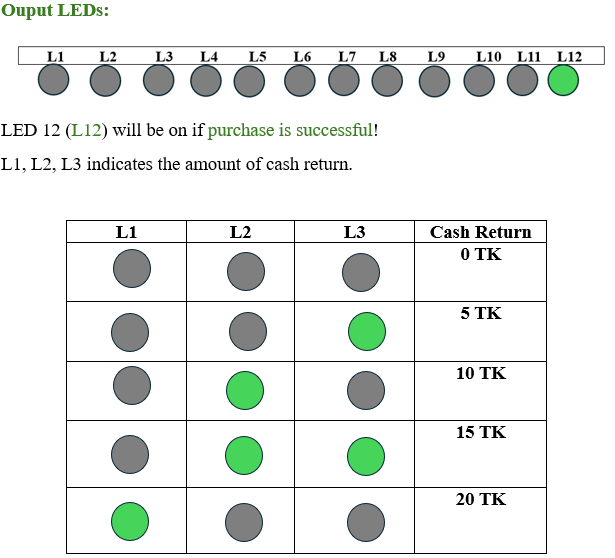 Ouput LEDs:
L1 L2 L3 L4 L5 L6 L7 L8 L9 L10 L11 L12
LED 12 (L12) will be on if purchase is successful!
L1, L2, L3 indicates the amount of cash return.
L1 L2 L3 Cash Return
0 TK
5 TK
10 TK
15 TK
20 TK